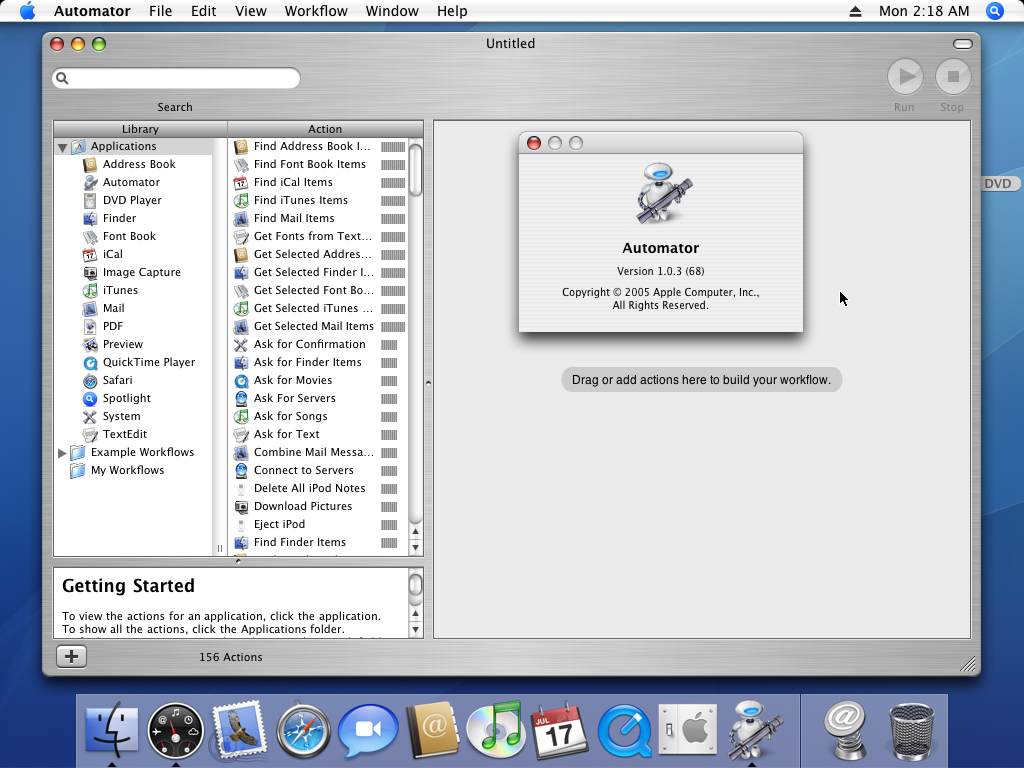 Automator File Edit View Workflow Window Help Mon 2:18 AM
Untitled
Search
Run Stop
Library
Applications
Address Book
Automator
DVD Player
Finder
Font Book
iCal
Image Capture
iTunes
Mail
PDF
Preview
QuickTime Player
Safari
Spotlight
System
TextEdit
Example Workflows
My Workflows
Action
Find Address Book I...
Find Font Book Items
Find iCal Items
Find iTunes Items
Find Mail Items
Get Fonts from Text...
Get Selected Addres...
Get Selected Finder I...
Get Selected Font Bo...
Get Selected iTunes ...
Get Selected Mail Items
Ask for Confirmation
Ask for Finder Items
Ask for Movies
Ask For Servers
Ask for Songs
Ask for Text
Combine Mail Messa...
Connect to Servers
Delete All iPod Notes
Download Pictures
Eject iPod
Find Finder Items
Automator
Version 1.0.3 (68)
Copyright © 2005 Apple Computer, Inc.,
All Rights Reserved.
Drag or add actions here to build your workflow.
DVD
Getting Started
To view the actions for an application, click the application.
To show all the actions, click the Applications folder.
156 Actions
JUL
17